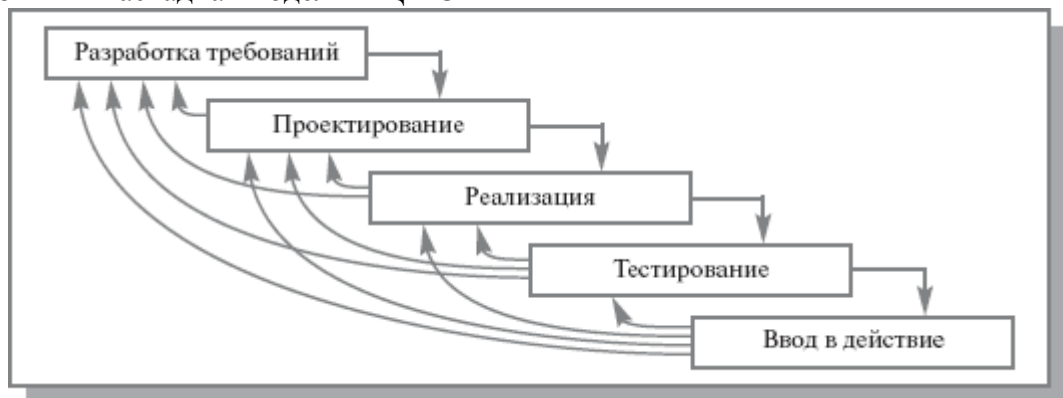 Разработка требований
Проектирование
Реализация
Тестирование
Ввод в действие